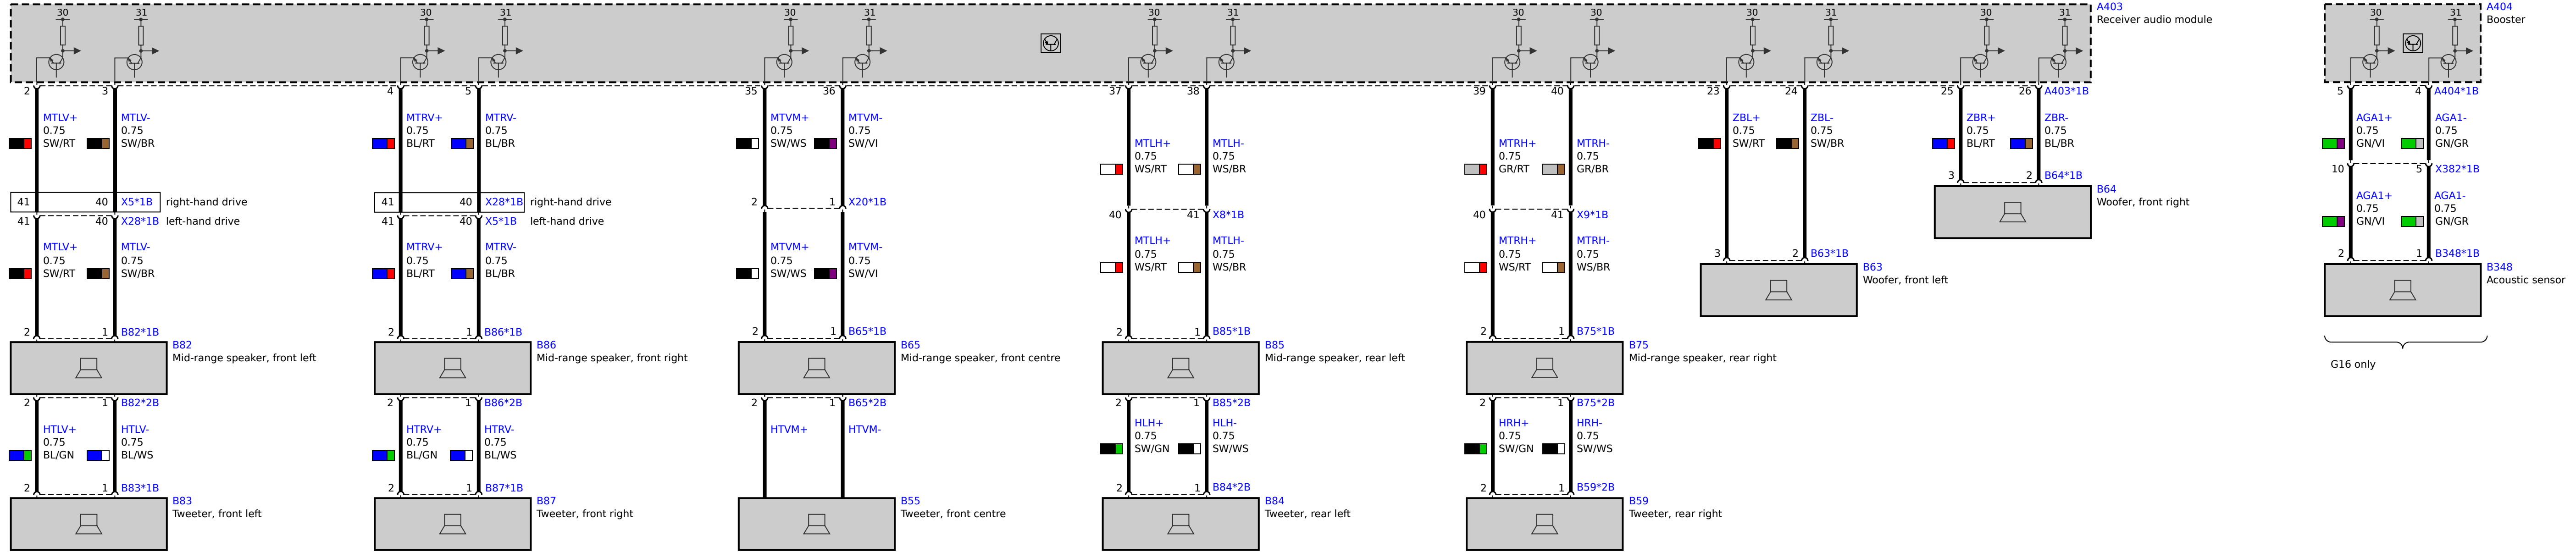 30 31 30 31 30 31 30 31 30 31 30 31 30 31 A403 30 31 A404
Receiver audio module Booster
2 3 4 5 35 36 37 38 39 40 23 24 25 26 A403*1B 5 4 A404*1B
MTLV+ MTLV- MTRV+ MTRV- MTVM+ MTVM- ZBL+ ZBL- ZBR+ ZBR- AGA1+ AGA1-
0.75 0.75 0.75 0.75 0.75 0.75 0.75 0.75 0.75 0.75 0.75 0.75
SW/RT SW/BR BL/RT BL/BR SW/WS SW/VI SW/RT SW/BR BL/RT BL/BR GN/VI GN/GR
MTLH+ MTLH- MTRH+ MTRH-
0.75 0.75 0.75 0.75
WS/RT WS/BR GR/RT GR/BR
10 5 X382*1B
3 2 B64*1B
B64
Woofer, front right
41 40 X5*1B right-hand drive 41 40 X28*1B right-hand drive 2 1 X20*1B
AGA1+ AGA1-
0.75 0.75
GN/VI GN/GR
40 41 X8*1B 40 41 X9*1B
41 40 X28*1B left-hand drive 41 40 X5*1B left-hand drive
MTLV+ MTLV- MTRV+ MTRV- MTVM+ MTVM-
0.75 0.75 0.75 0.75 0.75 0.75
SW/RT SW/BR BL/RT BL/BR SW/WS SW/VI
MTLH+ MTLH- MTRH+ MTRH-
0.75 0.75 0.75 0.75
WS/RT WS/BR WS/RT WS/BR
3 2 B63*1B 2 1 B348*1B
B63 B348
Woofer, front left Acoustic sensor
2 1 B82*1B 2 1 B86*1B 2 1 B65*1B 2 1 B85*1B 2 1 B75*1B
B82 B86 B65 B85 B75
Mid-range speaker, front left Mid-range speaker, front right Mid-range speaker, front centre Mid-range speaker, rear left Mid-range speaker, rear right
G16 only
2 1 B82*2B 2 1 B86*2B 2 1 B65*2B 2 1 B85*2B 2 1 B75*2B
HTLV+ HTLV- HTRV+ HTRV- HTVM+ HTVM-
0.75 0.75 0.75 0.75
BL/GN BL/WS BL/GN BL/WS
HLH+ HLH- HRH+ HRH-
0.75 0.75 0.75 0.75
SW/GN SW/WS SW/GN SW/WS
2 1 B83*1B 2 1 B87*1B 2 1 B84*2B 2 1 B59*2B
B83 B87 B55 B84 B59
Tweeter, front left Tweeter, front right Tweeter, front centre Tweeter, rear left Tweeter, rear right